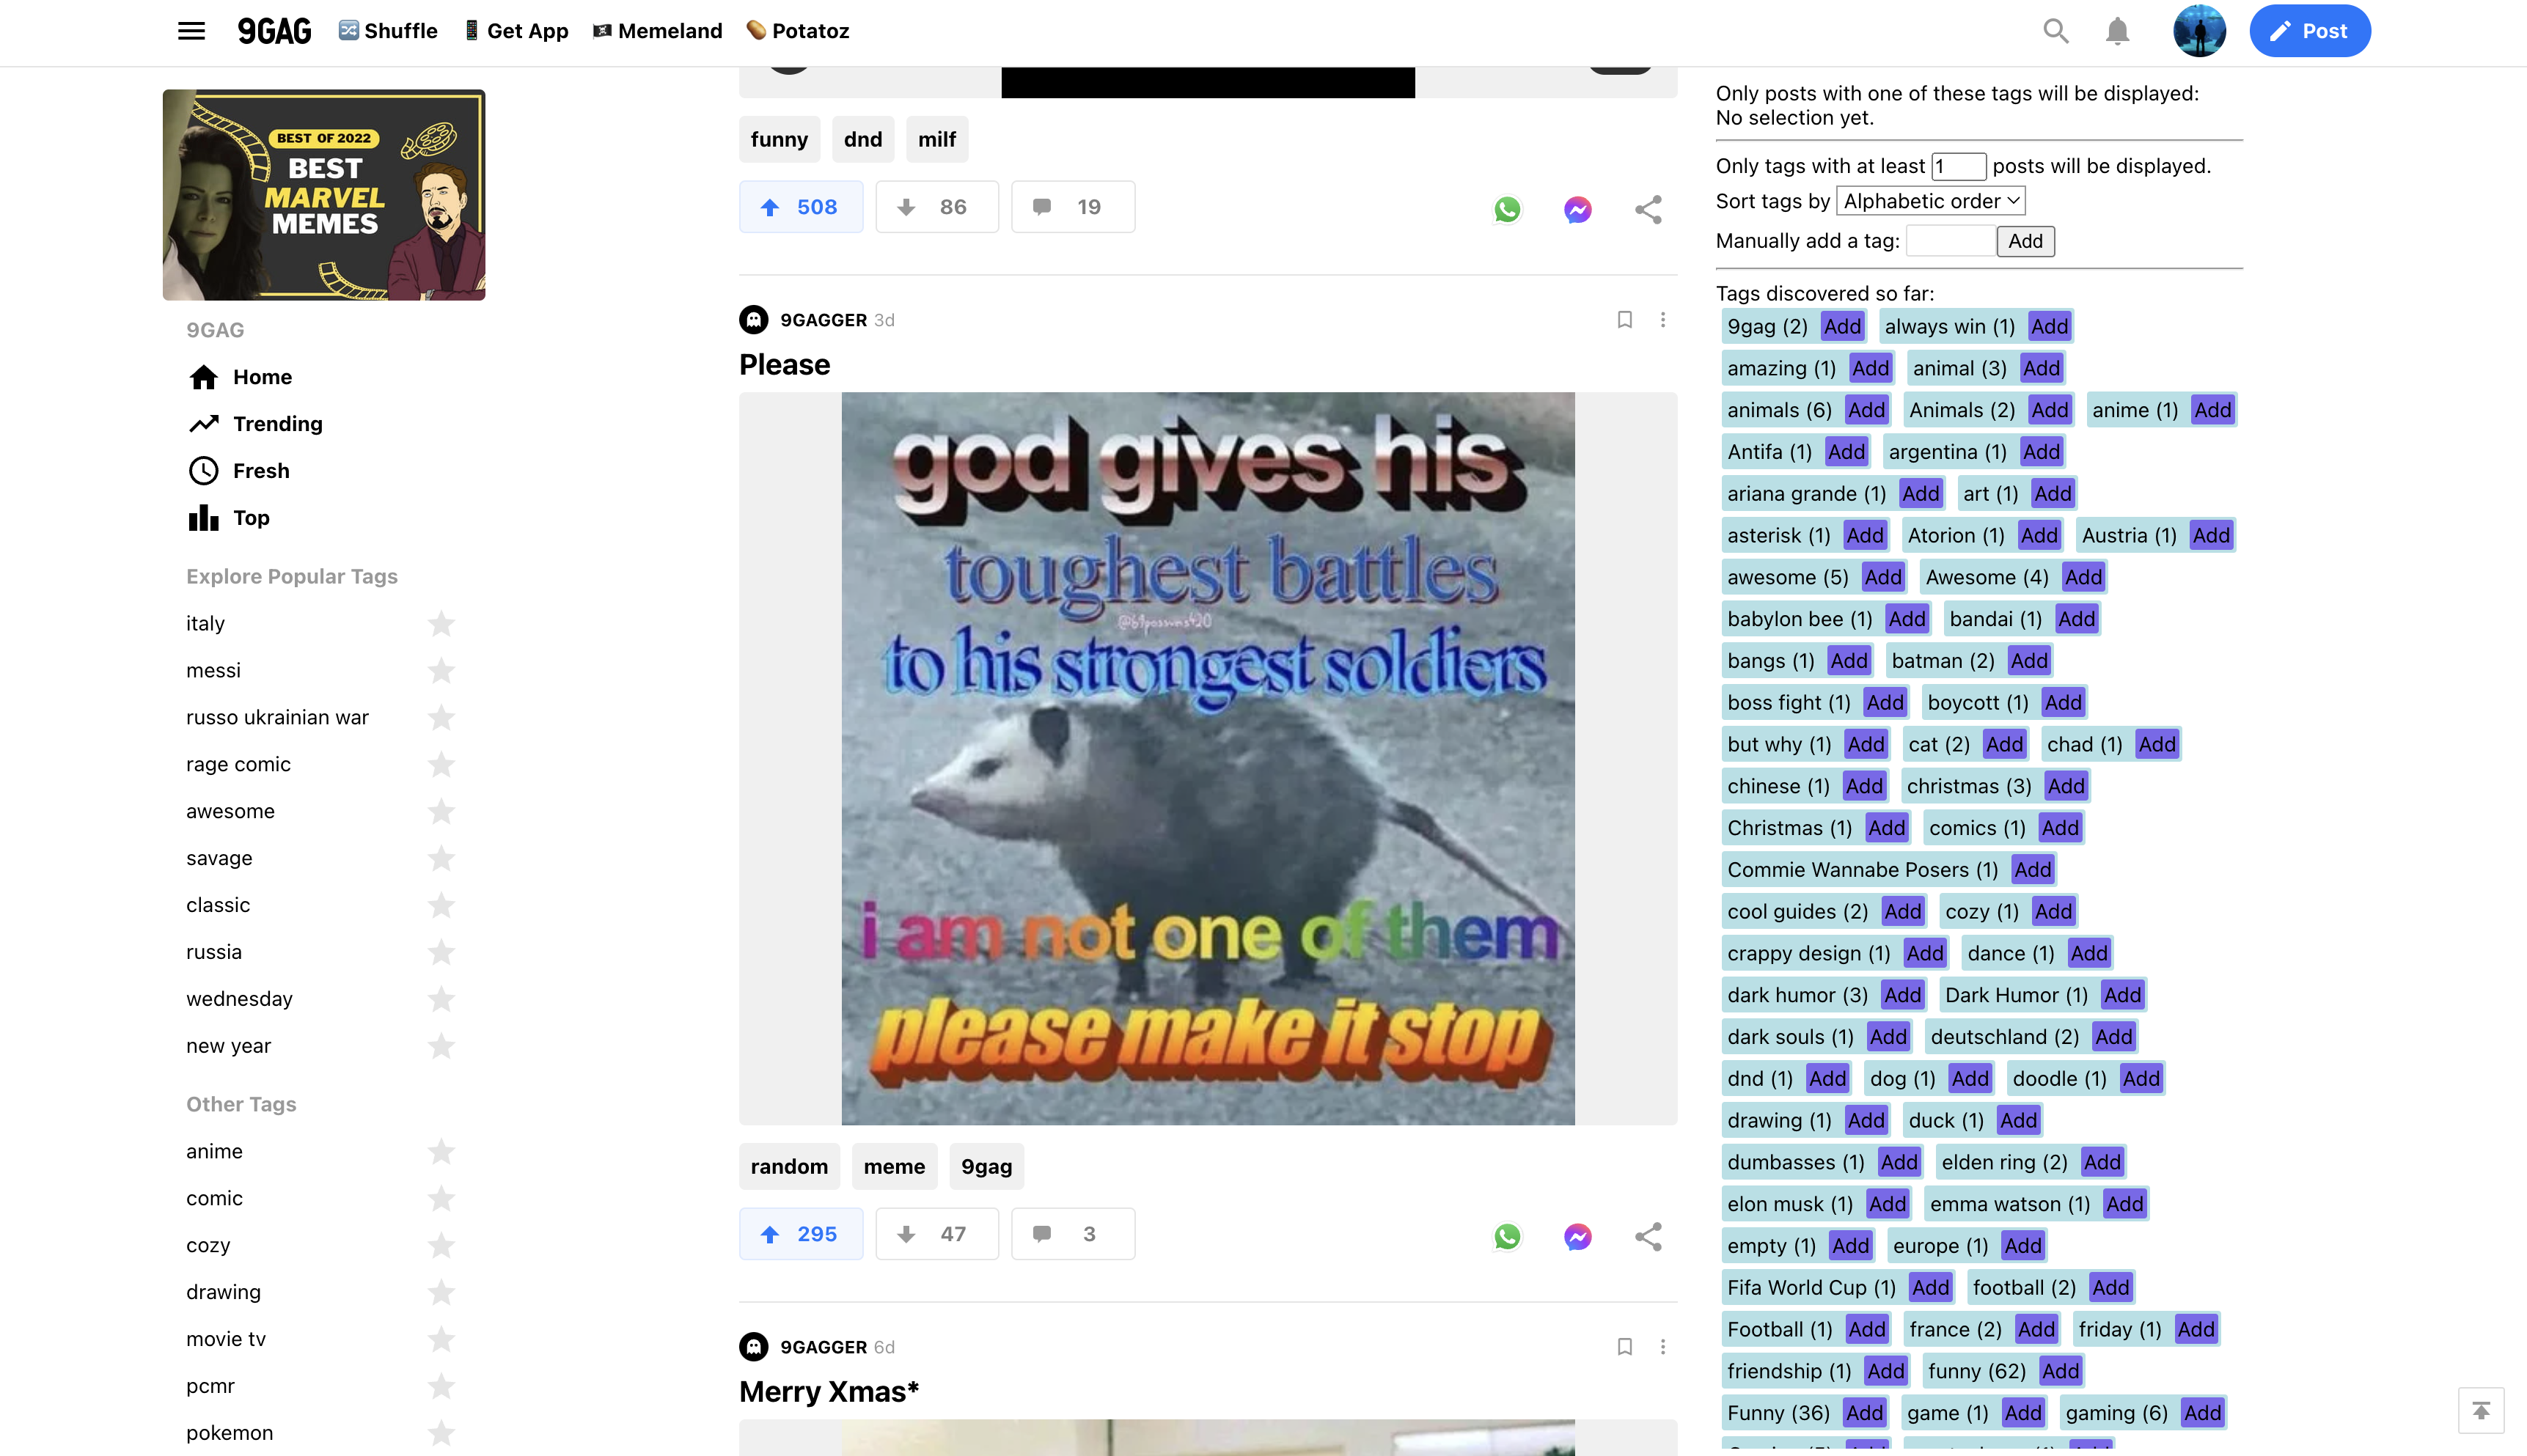 9GAG
Shuffle
Get App
Memeland
Potatoz
Post
BEST OF 2022
BEST
MARVEL
MEMES
9GAG
Home
Trending
Fresh
Top
Explore Popular Tags
italy
messi
russo ukrainian war
rage comic
awesome
savage
classic
russia
wednesday
new year
Other Tags
anime
comic
cozy
drawing
movie tv
pcmr
pokemon
funny dnd milf
508 86 19
9GAGGER 3d
Please
god gives his
toughest battles
@69possums420
to his strongest soldiers
i am not one of them
please make it stop
random meme 9gag
295 47 3
9GAGGER 6d
Merry Xmas*
Only posts with one of these tags will be displayed:
No selection yet.
Only tags with at least 1 posts will be displayed.
Sort tags by Alphabetic order
Manually add a tag: Add
Tags discovered so far:
9gag (2) Add always win (1) Add
amazing (1) Add animal (3) Add
animals (6) Add Animals (2) Add anime (1) Add
Antifa (1) Add argentina (1) Add
ariana grande (1) Add art (1) Add
asterisk (1) Add Atorion (1) Add Austria (1) Add
awesome (5) Add Awesome (4) Add
babylon bee (1) Add bandai (1) Add
bangs (1) Add batman (2) Add
boss fight (1) Add boycott (1) Add
but why (1) Add cat (2) Add chad (1) Add
chinese (1) Add christmas (3) Add
Christmas (1) Add comics (1) Add
Commie Wannabe Posers (1) Add
cool guides (2) Add cozy (1) Add
crappy design (1) Add dance (1) Add
dark humor (3) Add Dark Humor (1) Add
dark souls (1) Add deutschland (2) Add
dnd (1) Add dog (1) Add doodle (1) Add
drawing (1) Add duck (1) Add
dumbasses (1) Add elden ring (2) Add
elon musk (1) Add emma watson (1) Add
empty (1) Add europe (1) Add
Fifa World Cup (1) Add football (2) Add
Football (1) Add france (2) Add friday (1) Add
friendship (1) Add funny (62) Add
Funny (36) Add game (1) Add gaming (6) Add